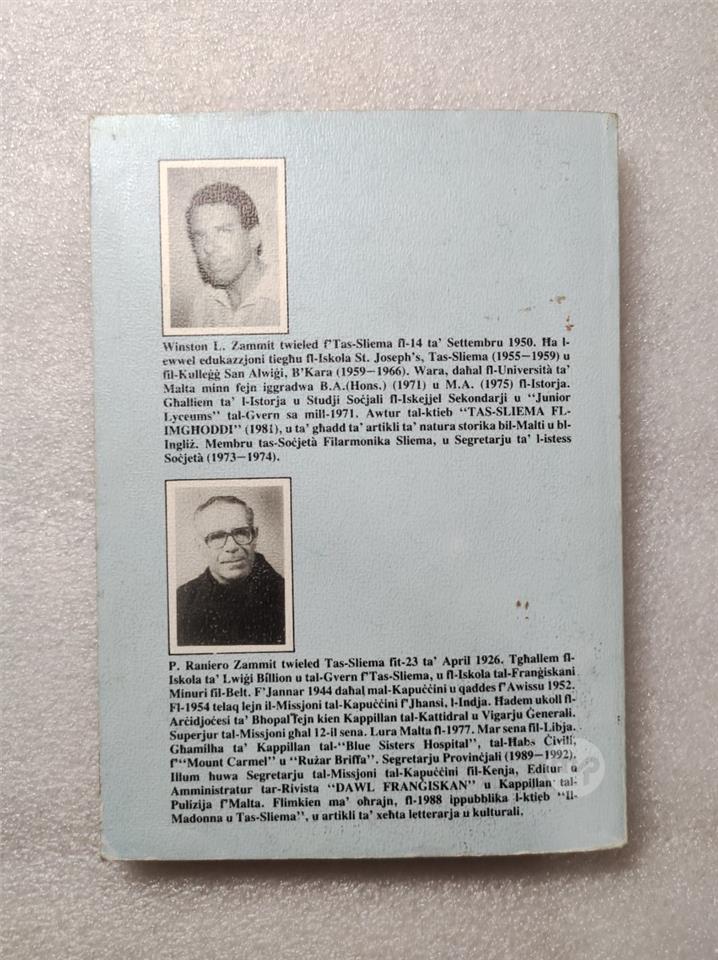 Winston L. Zammit twieled f'Tas-Sliema fl-14 ta' Settembru 1950. Ħa l-
ewwel edukazzjoni tiegħu fl-Iskola St. Joseph's, Tas-Sliema (1955—1959) u
fil-Kulleġġ San Alwiġi, B'Kara (1959—1966). Wara, daħal fl-Università ta'
Malta minn fejn iggradwa B.A.(Hons.) (1971) u M.A. (1975) fl-Istorja.
Għalliem ta' l-Istorja u Studji Soċjali fl-Iskejjel Sekondarji u "Junior
Lyceums" tal-Gvern sa mill-1971. Awtur tal-ktieb "TAS-SLIEMA FL-
IMGĦODDI" (1981), u ta' għadd ta' artikli ta' natura storika bil-Malti u bl-
Ingliż. Membru tas-Soċjetà Filarmonika Sliema, u Segretarju ta' l-istess
Soċjetà (1973—1974).
P. Raniero Zammit twieled Tas-Sliema fit-23 ta' April 1926. Tgħallem fl-
Iskola ta' Lwiġi Billion u tal-Gvern f'Tas-Sliema, u fl-Iskola tal-Franġiskani
Minuri fil-Belt. F'Jannar 1944 daħal mal-Kapuċċini u qaddes f'Awissu 1952.
Fl-1954 telaq lejn il-Missjoni tal-Kapuċċini f'Jhansi, l-Indja. Ħadem ukoll fl-
Arċidjoċesi ta' Bhopal fejn kien Kappillan tal-Kattidral u Vigarju Ġenerali.
Superjur tal-Missjoni għal 12-il sena. Lura Malta fl-1977. Mar sena fil-Libja.
Għamilha ta' Kappillan tal-"Blue Sisters Hospital", tal-Ħabs Ċivili,
f'"Mount Carmel" u "Rużar Briffa". Segretarju Provinċjali (1989—1992).
Illum huwa Segretarju tal-Missjoni tal-Kapuċċini fil-Kenja, Editur u
Amministratur tar-Rivista "DAWL FRANĠISKAN" u Kappillan tal-
Pulizija f'Malta. Flimkien ma' oħrajn, fl-1988 ippubblika l-ktieb "Il-
Madonna u Tas-Sliema", u artikli ta' xeħta letterarja u kulturali.